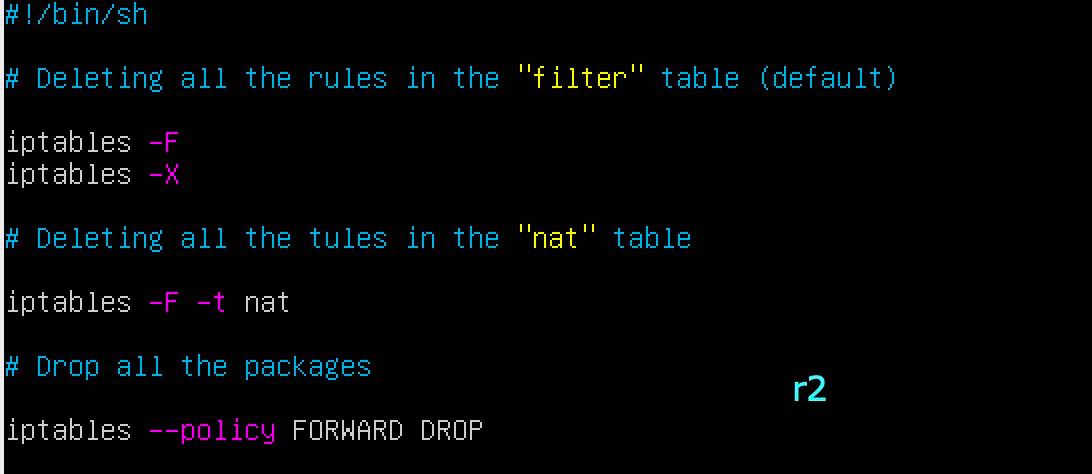 #!/bin/sh
# Deleting all the rules in the "filter" table (default)
iptables -F
iptables -X
# Deleting all the tules in the "nat" table
iptables -F -t nat
# Drop all the packages
r2
iptables --policy FORWARD DROP